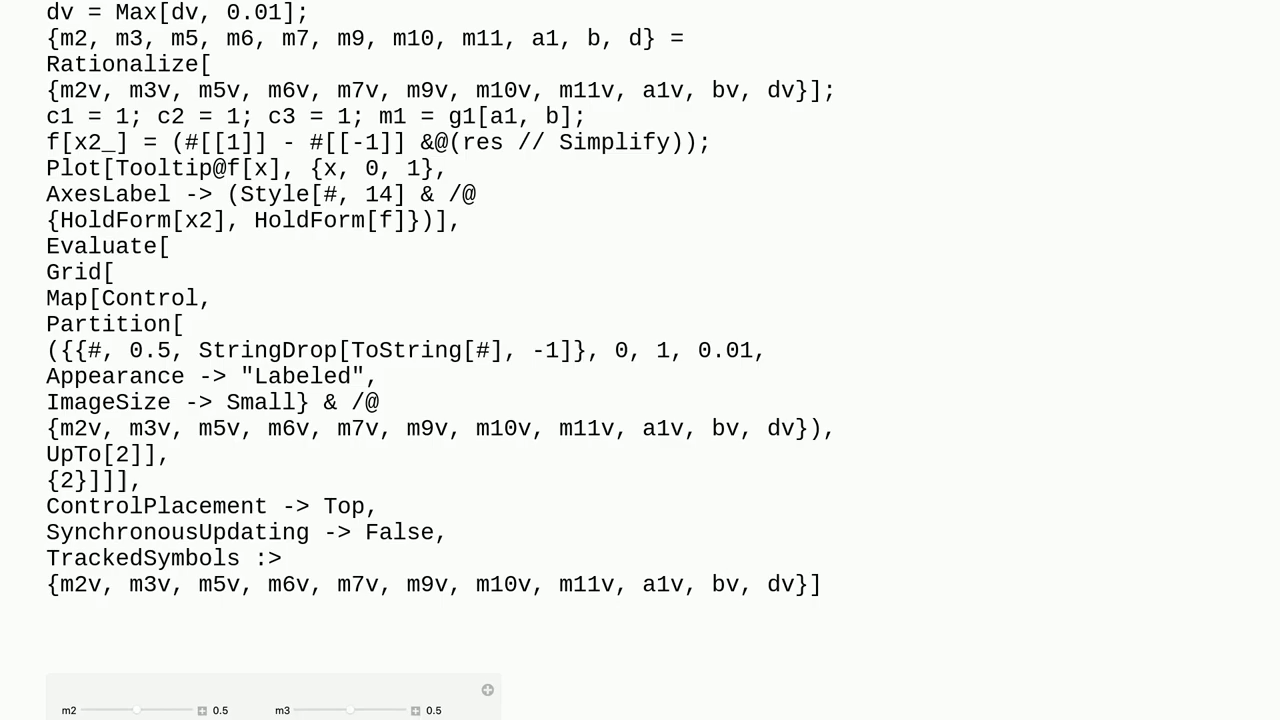 dv = Max[dv, 0.01];
{m2, m3, m5, m6, m7, m9, m10, m11, a1, b, d} =
Rationalize[
{m2v, m3v, m5v, m6v, m7v, m9v, m10v, m11v, a1v, bv, dv}];
c1 = 1; c2 = 1; c3 = 1; m1 = g1[a1, b];
f[x2_] = (#[[1]] - #[[-1]] &@(res // Simplify));
Plot[Tooltip@f[x], {x, 0, 1},
AxesLabel -> (Style[#, 14] & /@
{HoldForm[x2], HoldForm[f]})],
Evaluate[
Grid[
Map[Control,
Partition[
({{#, 0.5, StringDrop[ToString[#], -1]}, 0, 1, 0.01,
Appearance -> "Labeled",
ImageSize -> Small} & /@
{m2v, m3v, m5v, m6v, m7v, m9v, m10v, m11v, a1v, bv, dv}),
UpTo[2]],
{2}]]],
ControlPlacement -> Top,
SynchronousUpdating -> False,
TrackedSymbols :>
{m2v, m3v, m5v, m6v, m7v, m9v, m10v, m11v, a1v, bv, dv}]
m2 0.5 m3 0.5